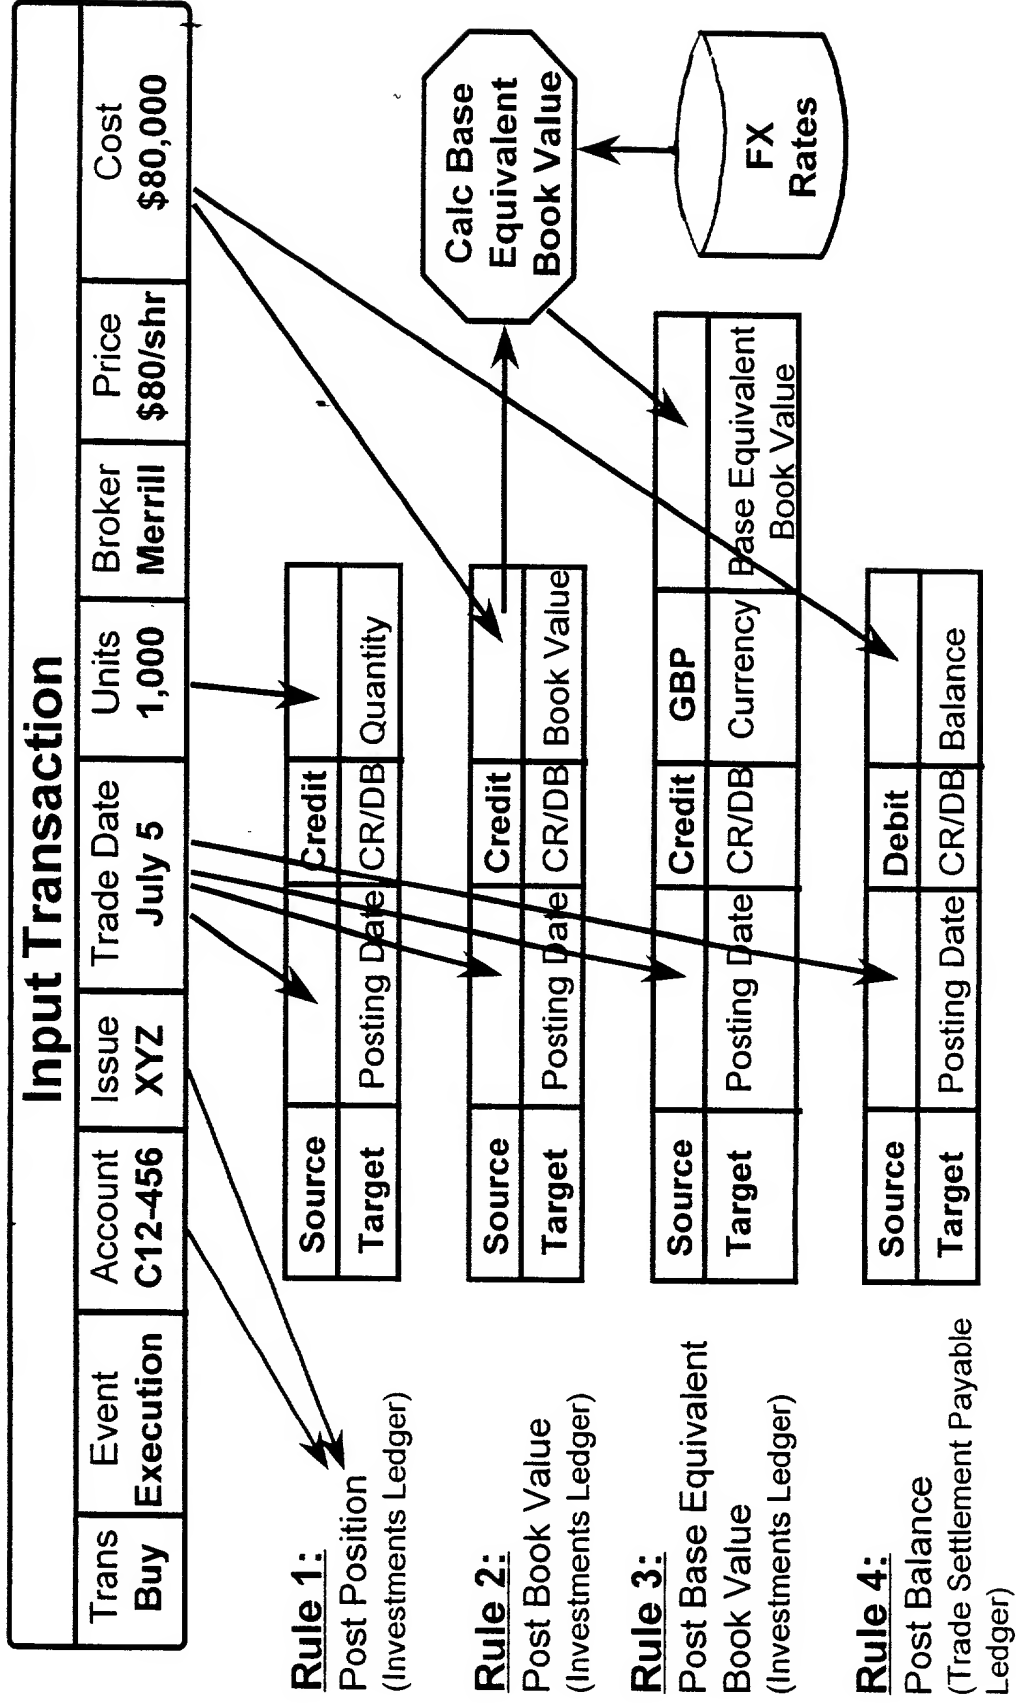 Input Transaction
Trans Event Account Issue Trade Date Units Broker Price Cost
Buy Execution C12-456 XYZ July 5 1,000 Merrill $80/shr $80,000
Rule 1:
Post Position
(Investments Ledger)
Source Credit
Target Posting Date CR/DB Quantity
Rule 2:
Post Book Value
(Investments Ledger)
Source Credit
Target Posting Date CR/DB Book Value
Calc Base
Equivalent
Book Value
Rule 3:
Post Base Equivalent
Book Value
(Investments Ledger)
Source Credit GBP
Target Posting Date CR/DB Currency Base Equivalent
Book Value
FX
Rates
Rule 4:
Post Balance
(Trade Settlement Payable
Ledger)
Source Debit
Target Posting Date CR/DB Balance